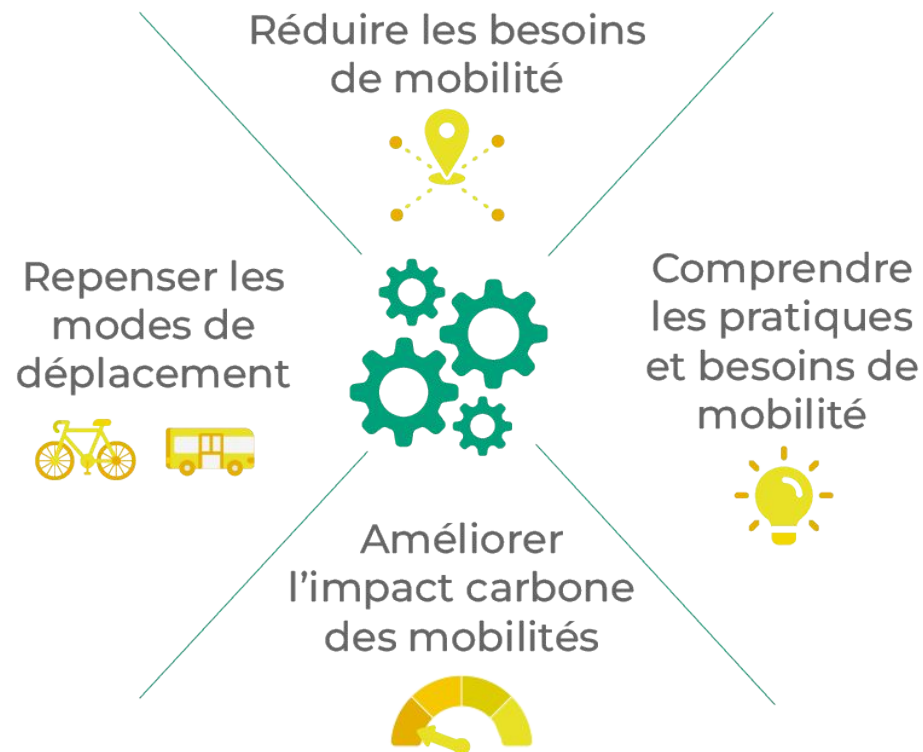 Réduire les besoins
de mobilité
Repenser les
modes de
déplacement
Comprendre
les pratiques
et besoins de
mobilité
Améliorer
l'impact carbone
des mobilités